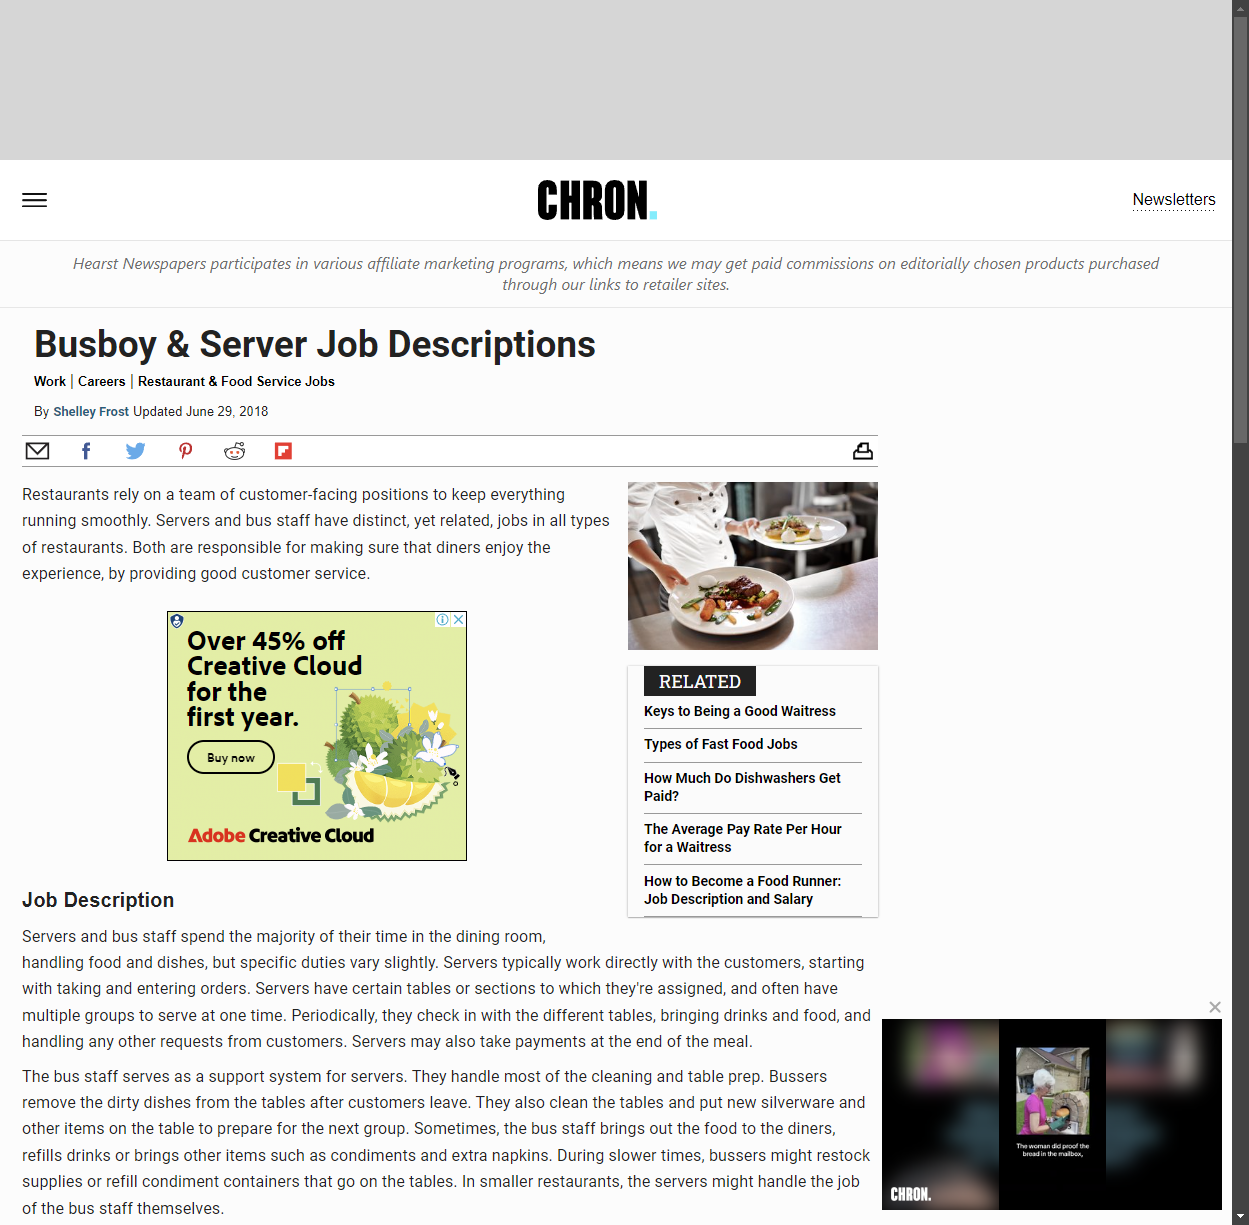 CHRON.
Newsletters
Hearst Newspapers participates in various affiliate marketing programs, which means we may get paid commissions on editorially chosen products purchased
through our links to retailer sites.
Busboy & Server Job Descriptions
Work | Careers | Restaurant & Food Service Jobs
By Shelley Frost Updated June 29, 2018
Restaurants rely on a team of customer-facing positions to keep everything
running smoothly. Servers and bus staff have distinct, yet related, jobs in all types
of restaurants. Both are responsible for making sure that diners enjoy the
experience, by providing good customer service.
Over 45% off
Creative Cloud
for the
first year.
Buy now
Adobe Creative Cloud
RELATED
Keys to Being a Good Waitress
Types of Fast Food Jobs
How Much Do Dishwashers Get
Paid?
The Average Pay Rate Per Hour
for a Waitress
How to Become a Food Runner:
Job Description and Salary
Job Description
Servers and bus staff spend the majority of their time in the dining room,
handling food and dishes, but specific duties vary slightly. Servers typically work directly with the customers, starting
with taking and entering orders. Servers have certain tables or sections to which they're assigned, and often have
multiple groups to serve at one time. Periodically, they check in with the different tables, bringing drinks and food, and
handling any other requests from customers. Servers may also take payments at the end of the meal.
The bus staff serves as a support system for servers. They handle most of the cleaning and table prep. Bussers
remove the dirty dishes from the tables after customers leave. They also clean the tables and put new silverware and
other items on the table to prepare for the next group. Sometimes, the bus staff brings out the food to the diners,
refills drinks or brings other items such as condiments and extra napkins. During slower times, bussers might restock
supplies or refill condiment containers that go on the tables. In smaller restaurants, the servers might handle the job
of the bus staff themselves.
The woman did proof the
bread in the mailbox,
CHRON.